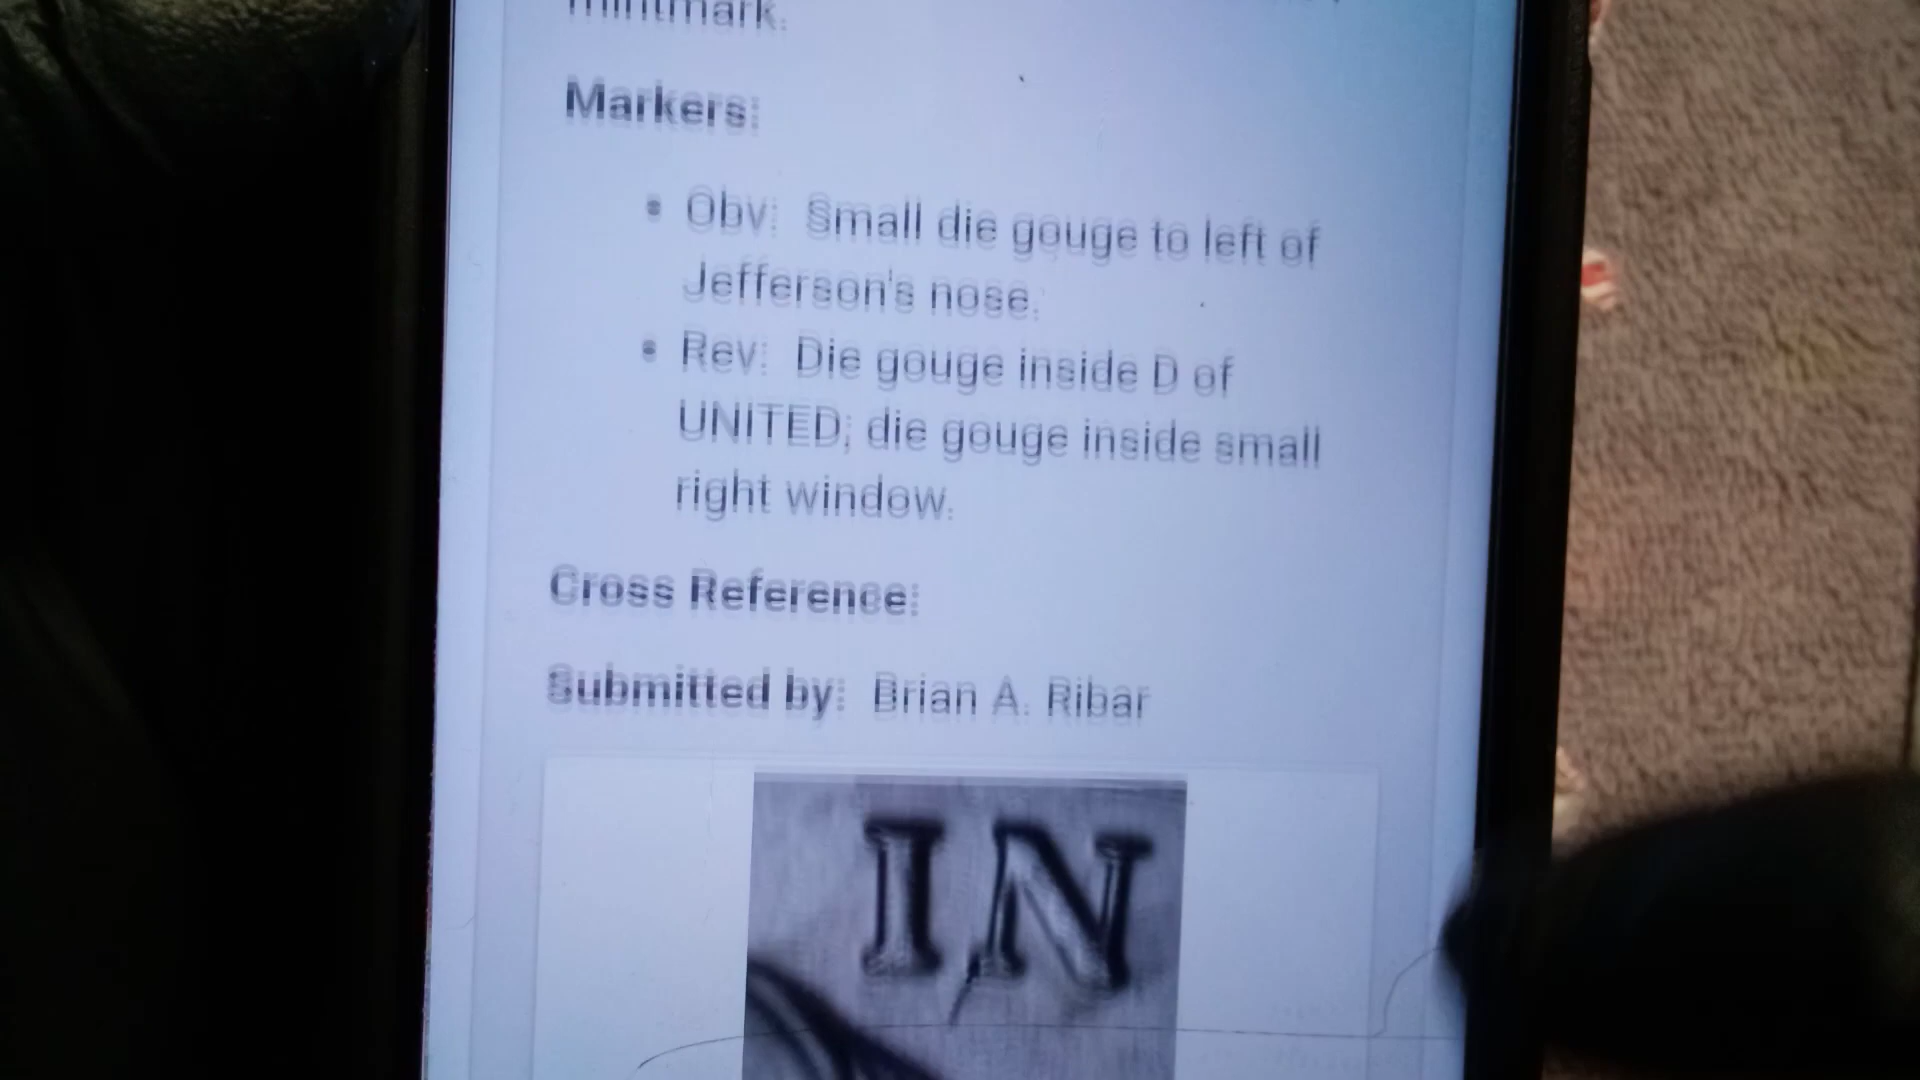 mintmark.
Markers:
• Obv: Small die gouge to left of
Jefferson's nose.
• Rev: Die gouge inside D of
UNITED; die gouge inside small
right window.
Cross Reference:
Submitted by: Brian A. Ribar
IN